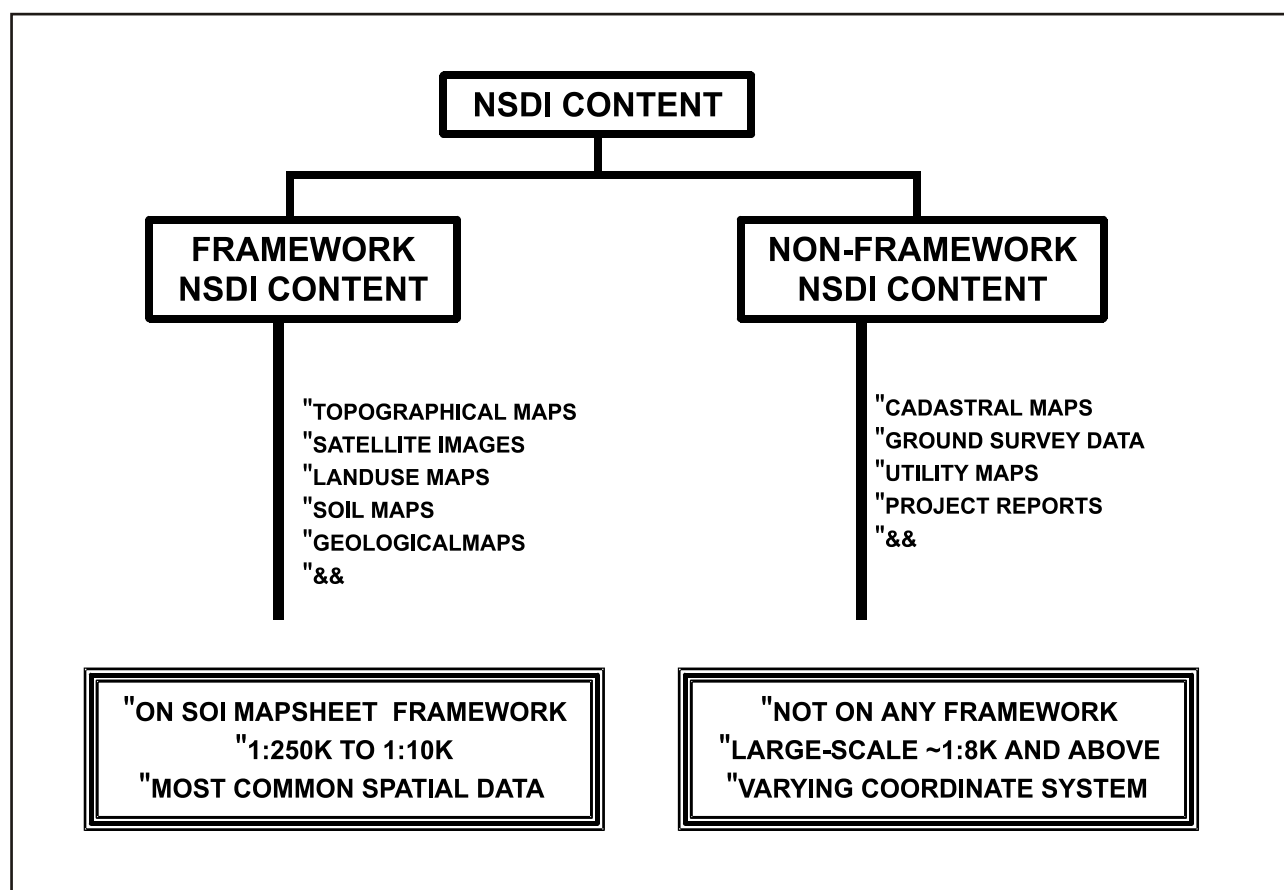 NSDI CONTENT
FRAMEWORK
NSDI CONTENT
"TOPOGRAPHICAL MAPS
"SATELLITE IMAGES
"LANDUSE MAPS
"SOIL MAPS
"GEOLOGICALMAPS
"&&
"ON SOI MAPSHEET FRAMEWORK
"1:250K TO 1:10K
"MOST COMMON SPATIAL DATA
NON-FRAMEWORK
NSDI CONTENT
"CADASTRAL MAPS
"GROUND SURVEY DATA
"UTILITY MAPS
"PROJECT REPORTS
"&&
"NOT ON ANY FRAMEWORK
"LARGE-SCALE ~1:8K AND ABOVE
"VARYING COORDINATE SYSTEM